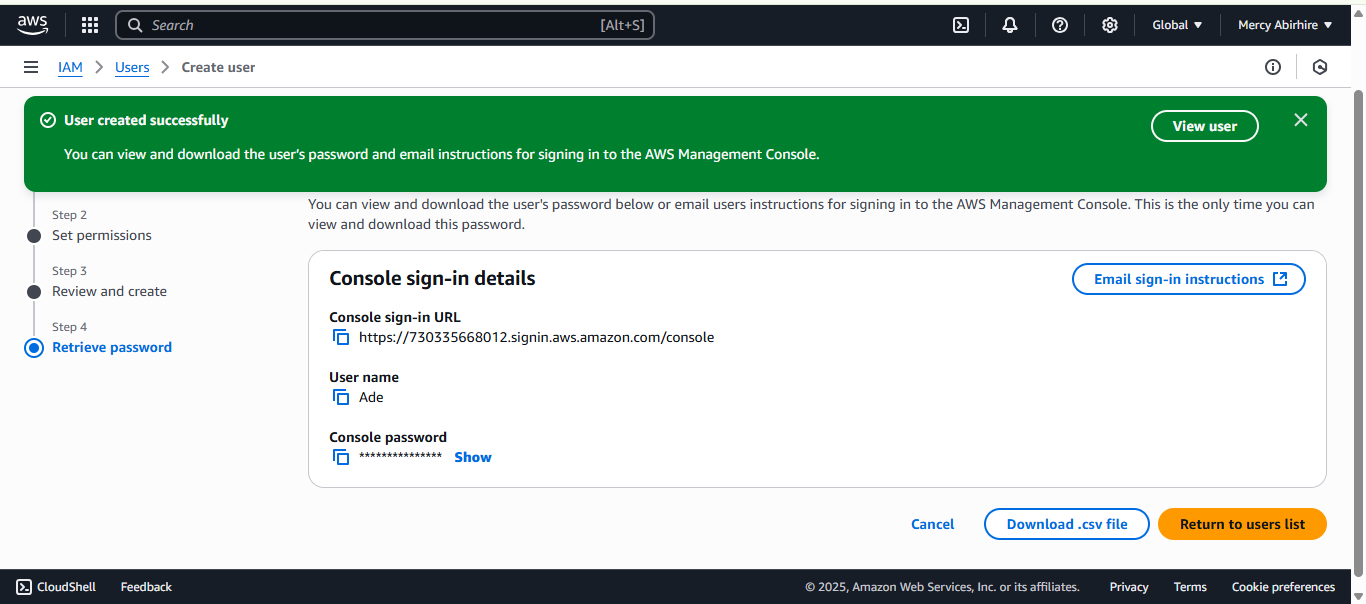 aws
Search
[Alt+S]
Global
Mercy Abirhire
IAM
Users
Create user
User created successfully
You can view and download the user's password and email instructions for signing in to the AWS Management Console.
View user
Step 2
Set permissions
Step 3
Review and create
Step 4
Retrieve password
You can view and download the user's password below or email users instructions for signing in to the AWS Management Console. This is the only time you can
view and download this password.
Console sign-in details
Email sign-in instructions
Console sign-in URL
https://730335668012.signin.aws.amazon.com/console
User name
Ade
Console password
*************** Show
Cancel
Download .csv file
Return to users list
CloudShell
Feedback
© 2025, Amazon Web Services, Inc. or its affiliates.
Privacy
Terms
Cookie preferences